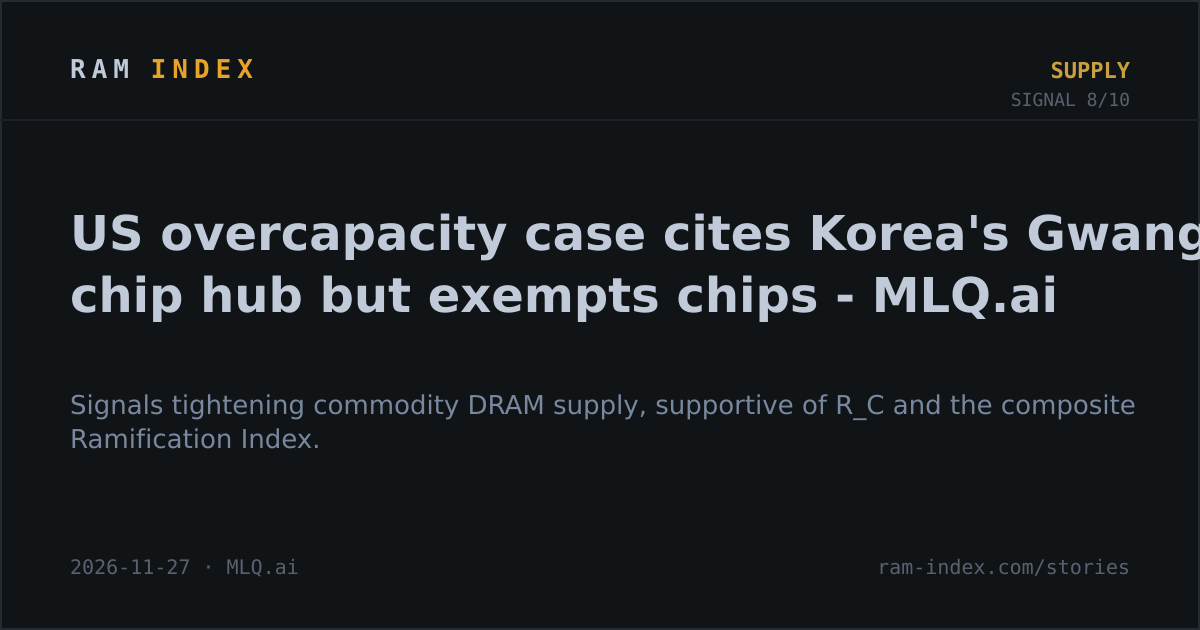 RAM INDEX
SUPPLY
SIGNAL 8/10
US overcapacity case cites Korea's Gwang
chip hub but exempts chips - MLQ.ai
Signals tightening commodity DRAM supply, supportive of R_C and the composite
Ramification Index.
2026-11-27 · MLQ.ai
ram-index.com/stories